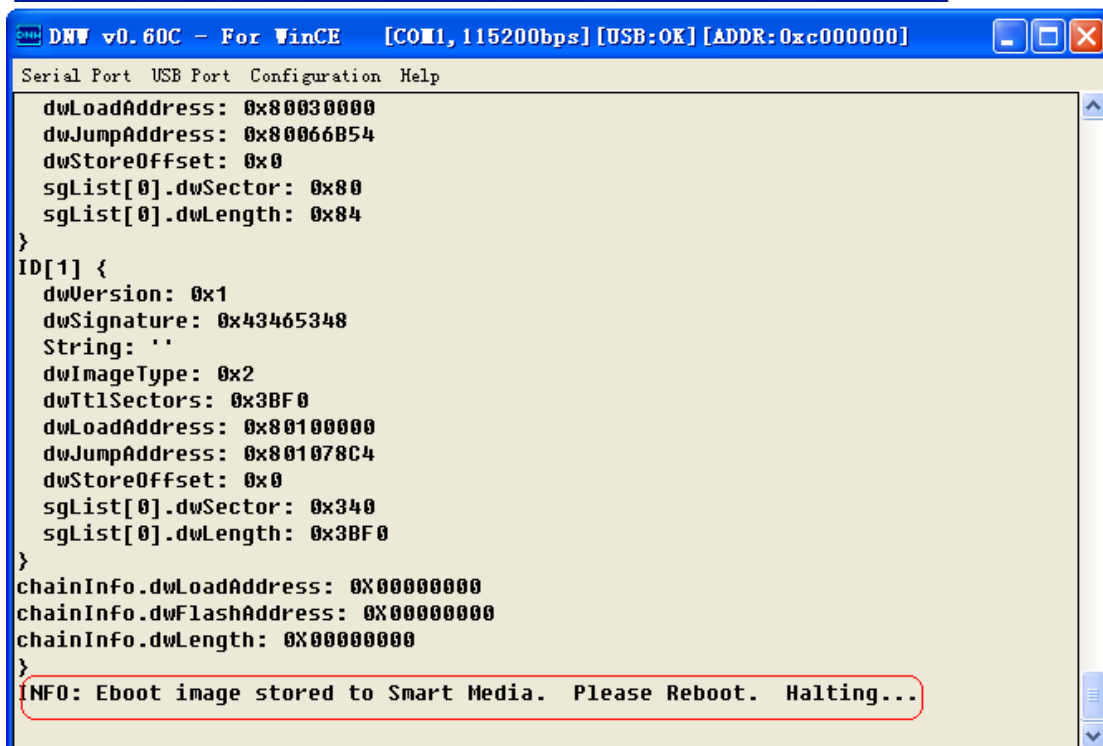 DNW v0.60C - For WinCE [COM1,115200bps][USB:OK][ADDR:0xc000000]
Serial Port USB Port Configuration Help
dwLoadAddress: 0x80030000
dwJumpAddress: 0x80066B54
dwStoreOffset: 0x0
sgList[0].dwSector: 0x80
sgList[0].dwLength: 0x84
}
ID[1] {
dwVersion: 0x1
dwSignature: 0x43465348
String: ''
dwImageType: 0x2
dwTtlSectors: 0x3BF0
dwLoadAddress: 0x80100000
dwJumpAddress: 0x801078C4
dwStoreOffset: 0x0
sgList[0].dwSector: 0x340
sgList[0].dwLength: 0x3BF0
}
chainInfo.dwLoadAddress: 0X00000000
chainInfo.dwFlashAddress: 0X00000000
chainInfo.dwLength: 0X00000000
}
INFO: Eboot image stored to Smart Media. Please Reboot. Halting...